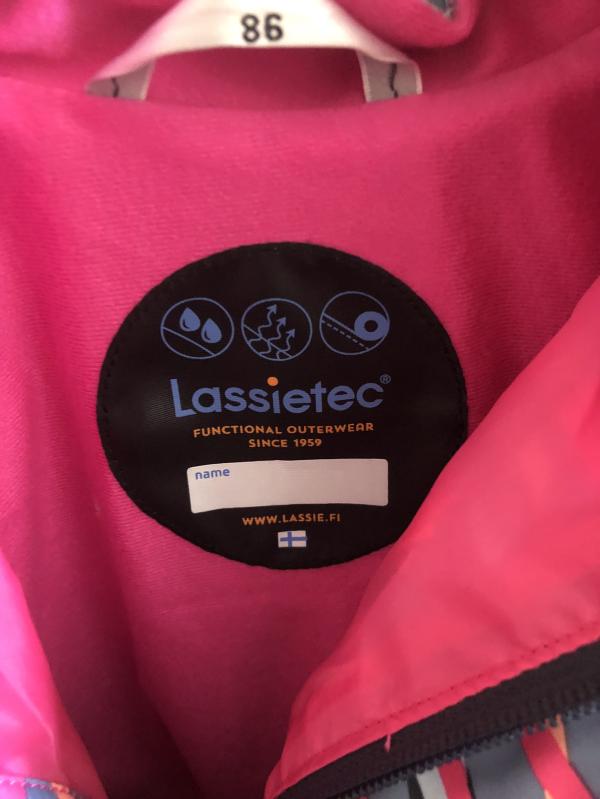 86
Lassietec®
FUNCTIONAL OUTERWEAR
SINCE 1959
name
WWW.LASSIE.FI